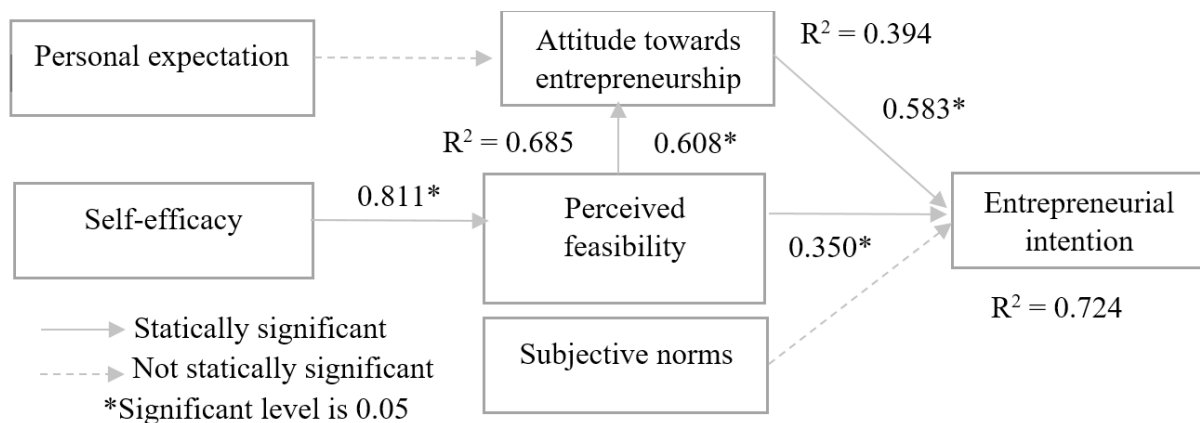 Personal expectation
Attitude towards
entrepreneurship
R² = 0.394
0.583*
R² = 0.685
0.608*
Self-efficacy
0.811*
Perceived
feasibility
0.350*
Entrepreneurial
intention
R² = 0.724
Subjective norms
Statically significant
Not statically significant
*Significant level is 0.05